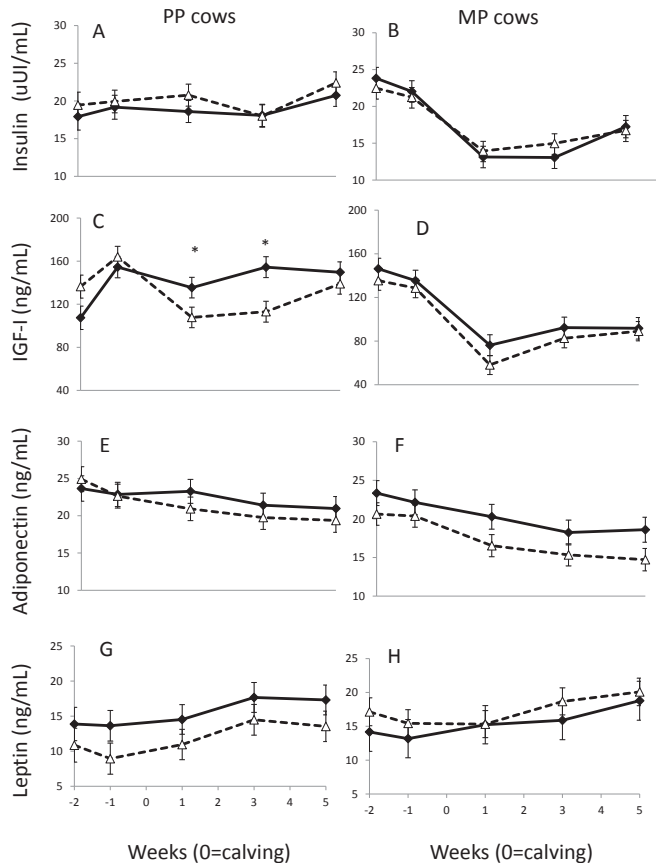 PP cows
MP cows
A
B
Insulin (uUI/mL)
30
25
20
15
10
30
25
20
15
10
C
D
* *
IGF-I (ng/mL)
200
160
120
80
40
200
160
120
80
40
E
F
Adiponectin (ng/mL)
30
25
20
15
10
30
25
20
15
10
G
H
Leptin (ng/mL)
25
20
15
10
5
25
20
15
10
5
-2 -1 0 1 2 3 4 5
-2 -1 0 1 2 3 4 5
Weeks (0=calving)
Weeks (0=calving)